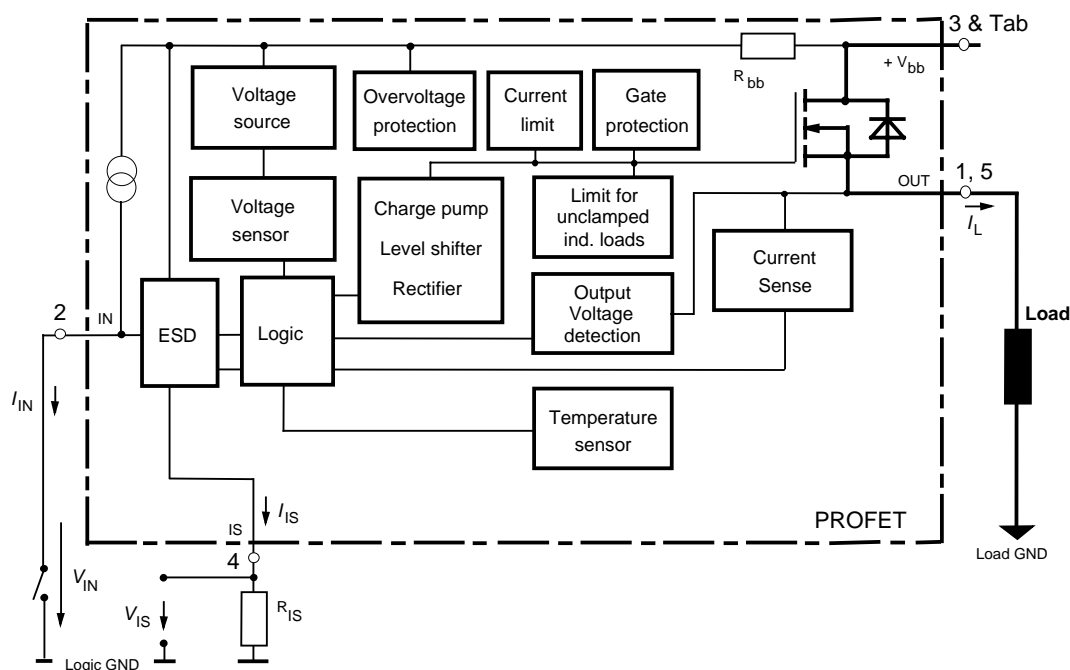 3 & Tab
R bb
+ V bb
Voltage
source
Overvoltage
protection
Current
limit
Gate
protection
OUT
1, 5
I L
Voltage
sensor
Charge pump
Level shifter
Rectifier
Limit for
unclamped
ind. loads
Current
Sense
2
IN
ESD
Logic
Output
Voltage
detection
Load
I IN
Temperature
sensor
I IS
IS
PROFET
4
Load GND
V IN
V IS
R IS
Logic GND